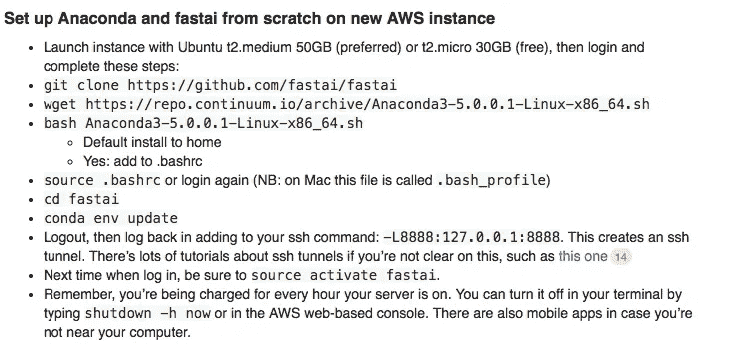 Set up Anaconda and fastai from scratch on new AWS instance
• Launch instance with Ubuntu t2.medium 50GB (preferred) or t2.micro 30GB (free), then login and
complete these steps:
• git clone https://github.com/fastai/fastai
• wget https://repo.continuum.io/archive/Anaconda3-5.0.0.1-Linux-x86_64.sh
• bash Anaconda3-5.0.0.1-Linux-x86_64.sh
◦ Default install to home
◦ Yes: add to .bashrc
• source .bashrc or login again (NB: on Mac this file is called .bash_profile)
• cd fastai
• conda env update
• Logout, then log back in adding to your ssh command: -L8888:127.0.0.1:8888. This creates an ssh
tunnel. There's lots of tutorials about ssh tunnels if you're not clear on this, such as this one 14
• Next time when log in, be sure to source activate fastai.
• Remember, you're being charged for every hour your server is on. You can turn it off in your terminal by
typing shutdown -h now or in the AWS web-based console. There are also mobile apps in case you're
not near your computer.